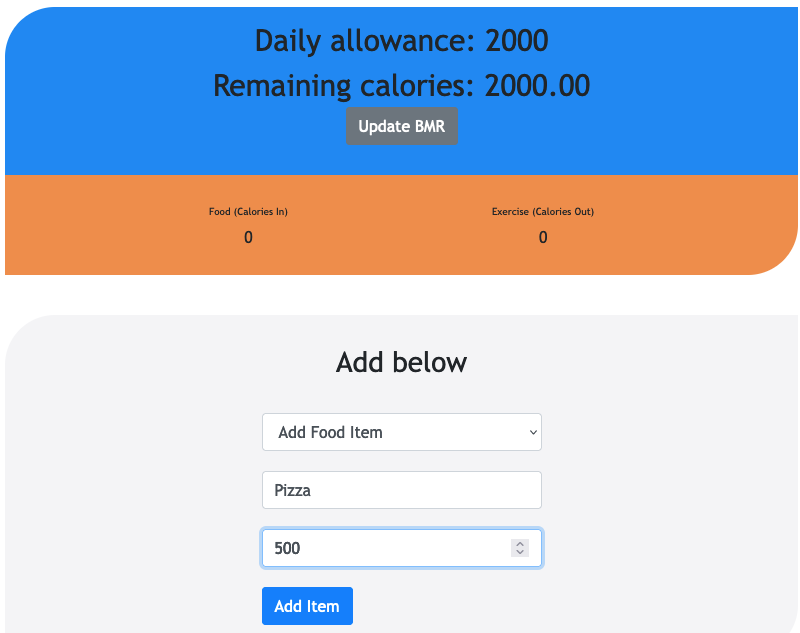 Daily allowance: 2000
Remaining calories: 2000.00
Update BMR
Food (Calories In)
0
Exercise (Calories Out)
0
Add below
Add Food Item
Pizza
500
Add Item